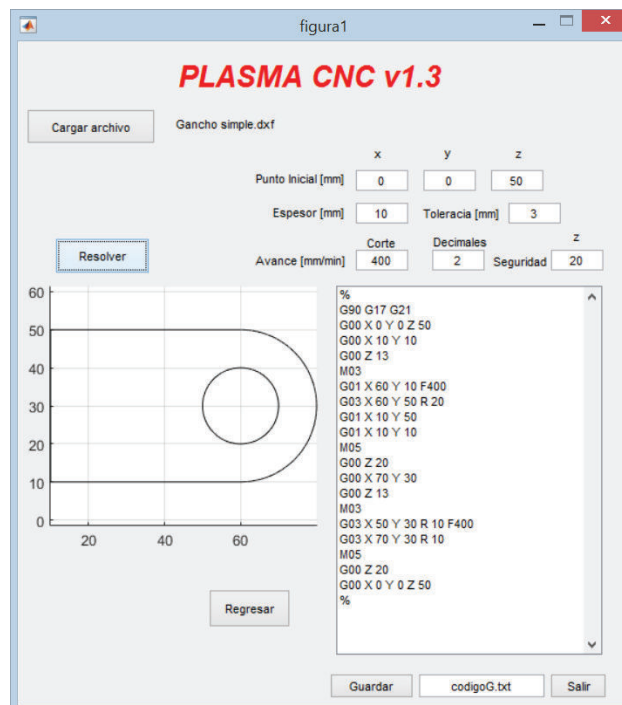 figura1
PLASMA CNC v1.3
Cargar archivo Gancho simple.dxf
x y z
Punto Inicial [mm] 0 0 50
Espesor [mm] 10 Toleracia [mm] 3
Corte Decimales z
Resolver Avance [mm/min] 400 2 Seguridad 20
%
G90 G17 G21
G00 X 0 Y 0 Z 50
G00 X 10 Y 10
G00 Z 13
M03
G01 X 60 Y 10 F400
G03 X 60 Y 50 R 20
G01 X 10 Y 50
G01 X 10 Y 10
M05
G00 Z 20
G00 X 70 Y 30
G00 Z 13
M03
G03 X 50 Y 30 R 10 F400
G03 X 70 Y 30 R 10
M05
G00 Z 20
G00 X 0 Y 0 Z 50
%
60
50
40
30
20
10
0
20 40 60
Regresar
Guardar codigoG.txt Salir